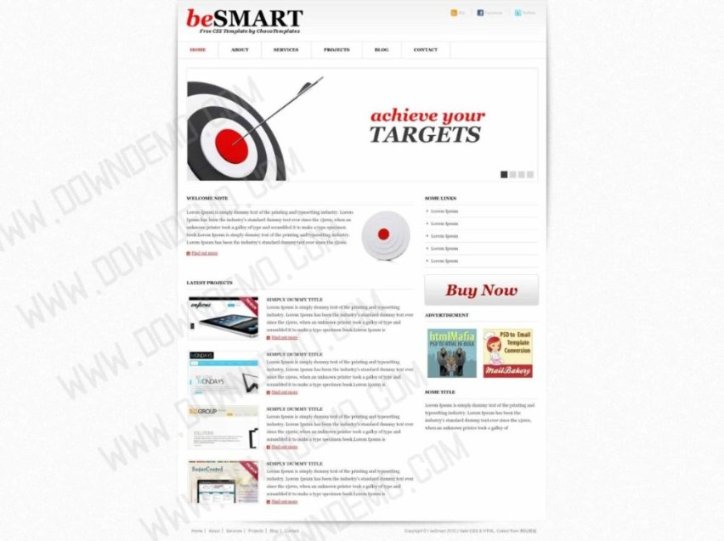 beSMART
Free CSS Template by ChocoTemplates
Facebook
Twitter
HOME
ABOUT
SERVICES
PROJECTS
BLOG
CONTACT
achieve your
TARGETS
WELCOME NOTE
Lorem Ipsum is simply dummy text of the printing and typesetting industry. Lorem
Ipsum has been the industry's standard dummy text ever since the 1500s, when an
unknown printer took a galley of type and scrambled it to make a type specimen
book.Lorem Ipsum is simply dummy text of the printing and typesetting industry.
Lorem Ipsum has been the industry's standard dummy text ever since the 1500s.
Find out more
SOME LINKS
Lorem Ipsum
Lorem Ipsum
Lorem Ipsum
Lorem Ipsum
Lorem Ipsum
Buy Now
LATEST PROJECTS
SIMPLE DUMMY TITLE
Lorem Ipsum is simply dummy text of the printing and typesetting
industry. Lorem Ipsum has been the industry's standard dummy text ever
since the 1500s, when an unknown printer took a galley of type and
scrambled it to make a type specimen book.Lorem Ipsum is
Find out more
MONDAYS
MONDAYS
SIMPLE DUMMY TITLE
Lorem Ipsum is simply dummy text of the printing and typesetting
industry. Lorem Ipsum has been the industry's standard dummy text ever
since the 1500s, when an unknown printer took a galley of type and
scrambled it to make a type specimen book.Lorem Ipsum is
Find out more
GROUP
SIMPLE DUMMY TITLE
Lorem Ipsum is simply dummy text of the printing and typesetting
industry. Lorem Ipsum has been the industry's standard dummy text ever
since the 1500s, when an unknown printer took a galley of type and
scrambled it to make a type specimen book.Lorem Ipsum is
Find out more
SIMPLE DUMMY TITLE
Lorem Ipsum is simply dummy text of the printing and typesetting
industry. Lorem Ipsum has been the industry's standard dummy text ever
since the 1500s, when an unknown printer took a galley of type and
scrambled it to make a type specimen book.Lorem Ipsum is
Find out more
ADVERTISEMENT
htmlMafia
PSD TO HTML IN 8 HOUR
PSD to Email
Template
Conversion
MailBakery
SOME TITLE
Lorem Ipsum is simply dummy text of the printing and
typesetting industry. Lorem Ipsum has been the
industry's standard dummy text ever since the 1500s,
when an unknown printer took a galley of
Home | About | Services | Projects | Blog | Contact
WWW.DOWNDEMO.COM
WWW.DOWNDEMO.COM
WWW.DOWNDEMO.COM
WWW.DOWNDEMO.COM
WWW.DOWNDEMO.COM